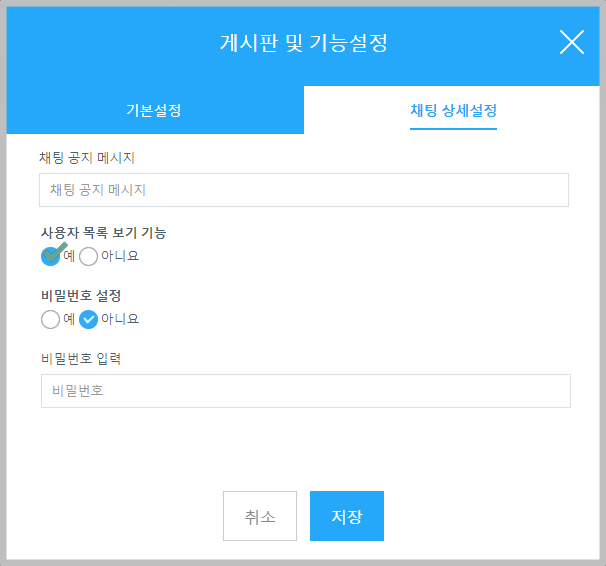 게시판 및 기능설정
기본설정 채팅 상세설정
채팅 공지 메시지
채팅 공지 메시지
사용자 목록 보기 기능
예 아니요
비밀번호 설정
예 아니요
비밀번호 입력
비밀번호
취소 저장